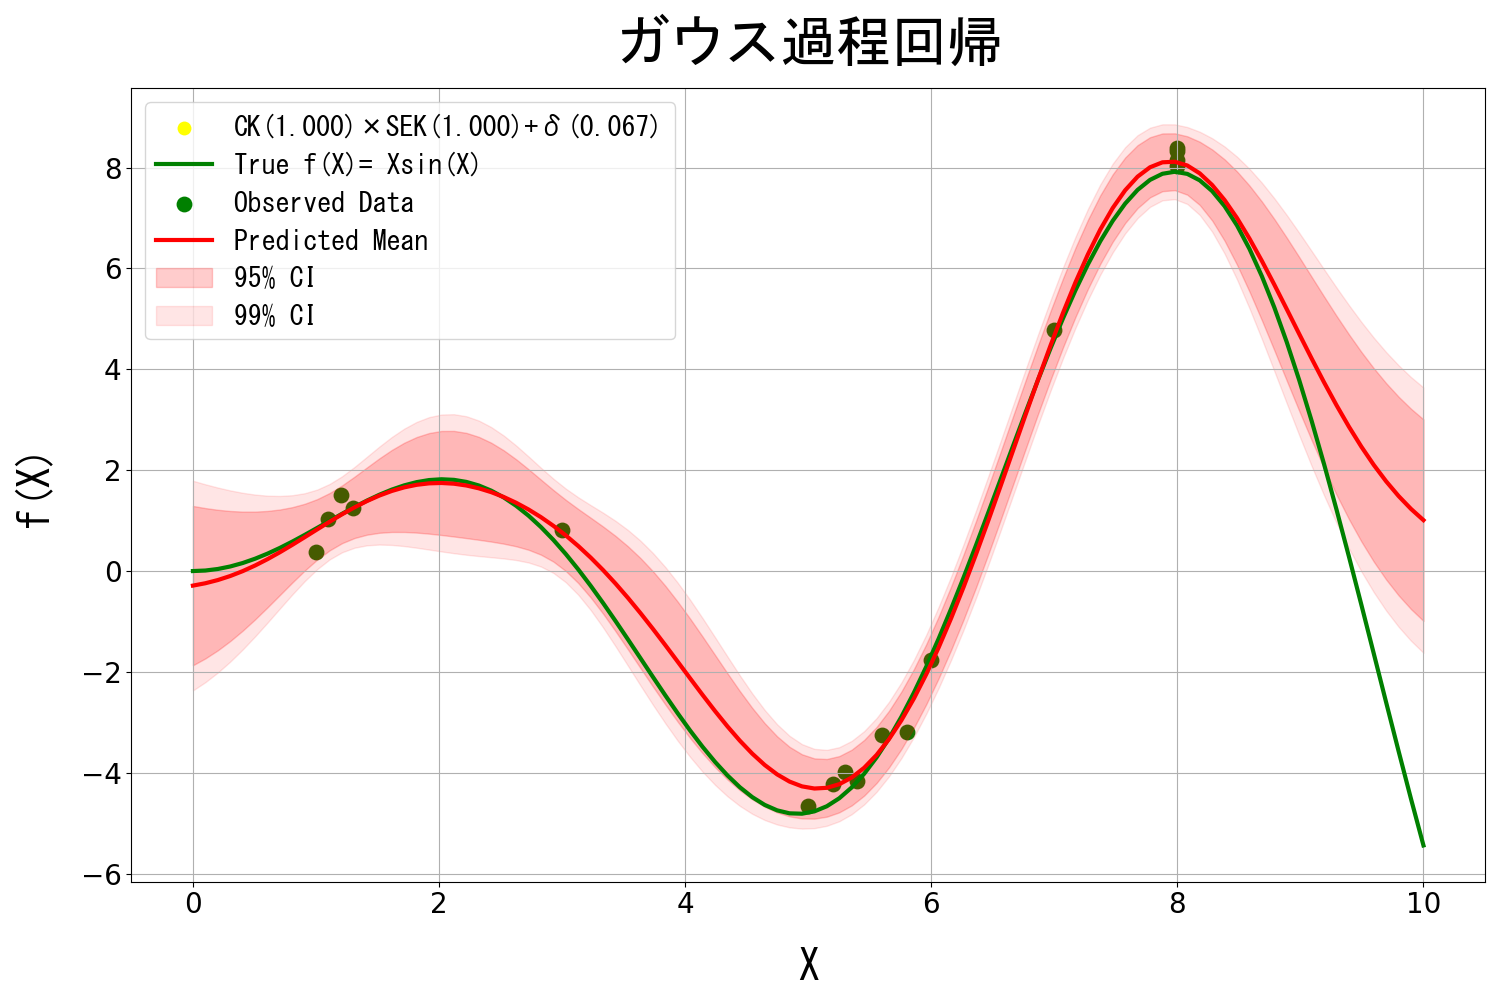 ガウス過程回帰
CK(1.000)×SEK(1.000)+δ(0.067)
True f(X)= Xsin(X)
Observed Data
Predicted Mean
95% CI
99% CI
8
6
4
2
0
−2
−4
−6
f(X)
0 2 4 6 8 10
X